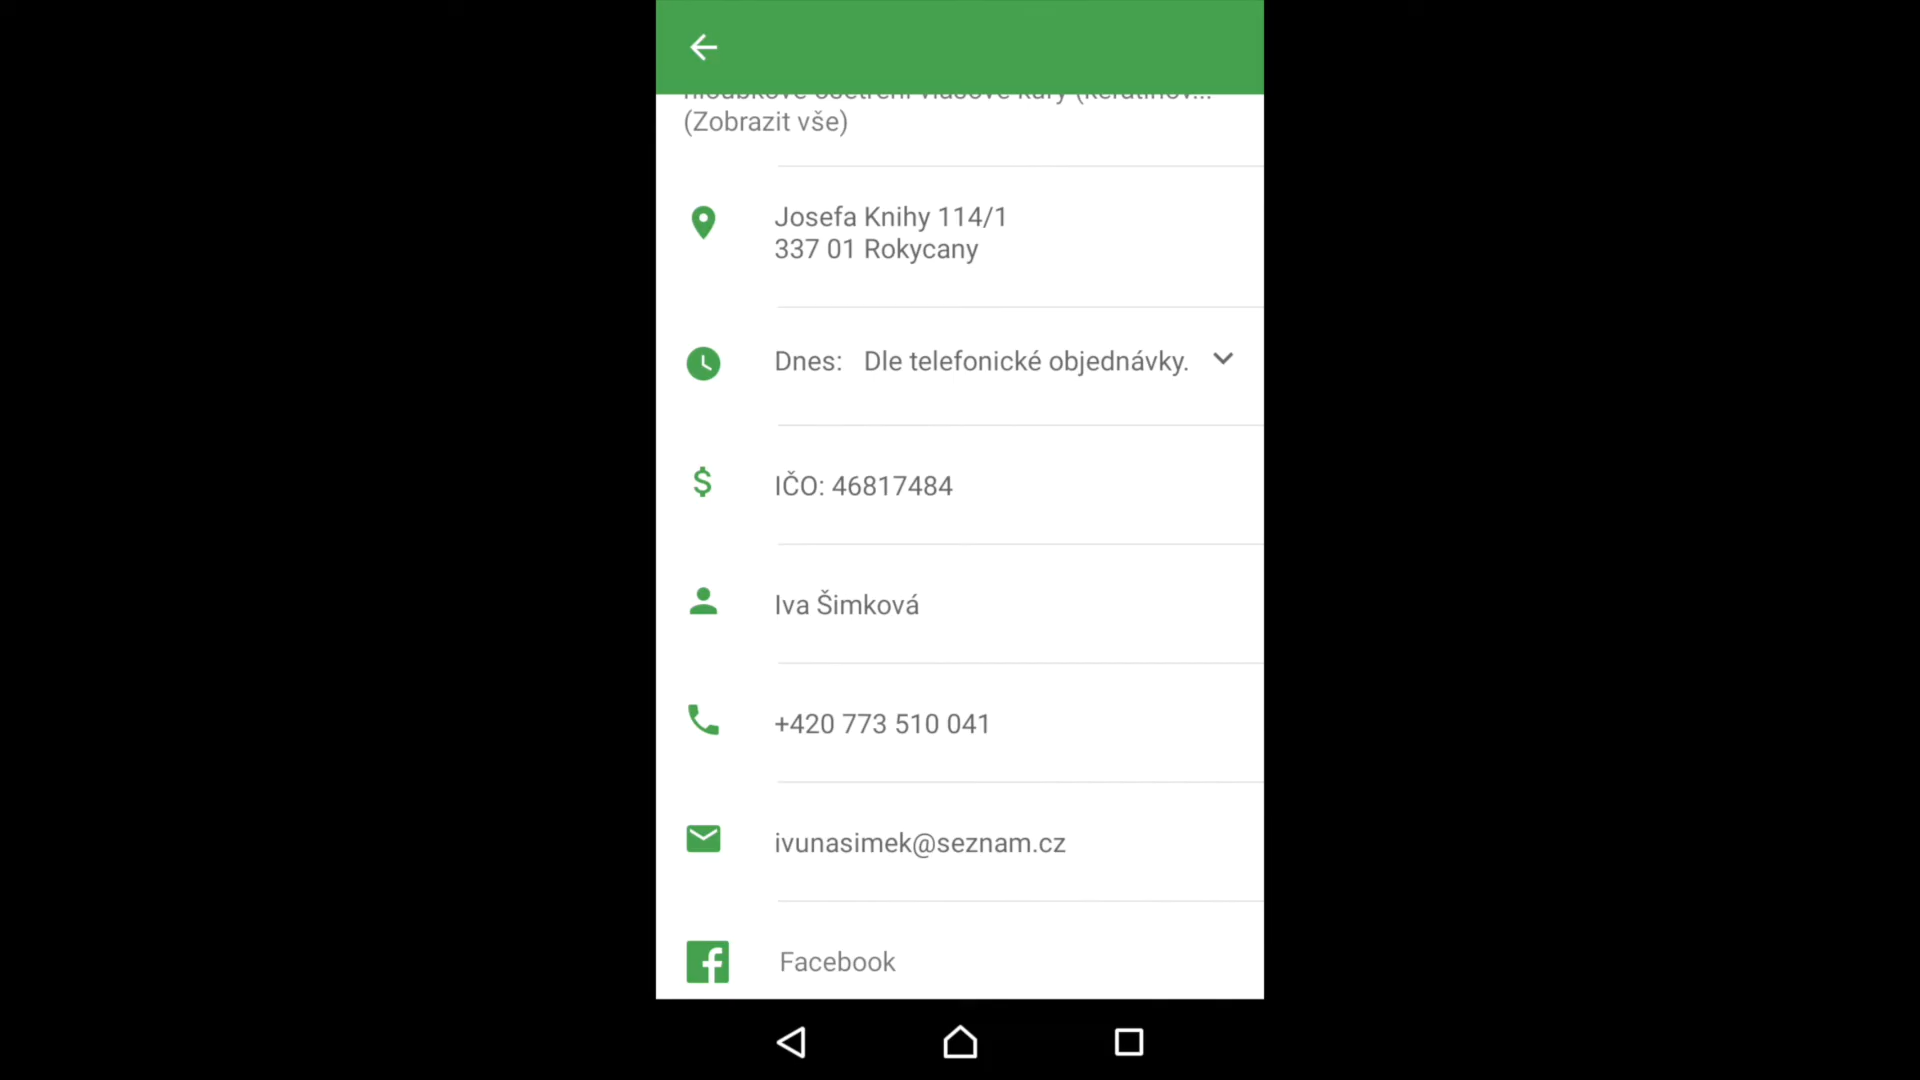 (Zobrazit vše)
Josefa Knihy 114/1
337 01 Rokycany
Dnes: Dle telefonické objednávky.
$
IČO: 46817484
Iva Šimková
+420 773 510 041
ivunasimek@seznam.cz
Facebook